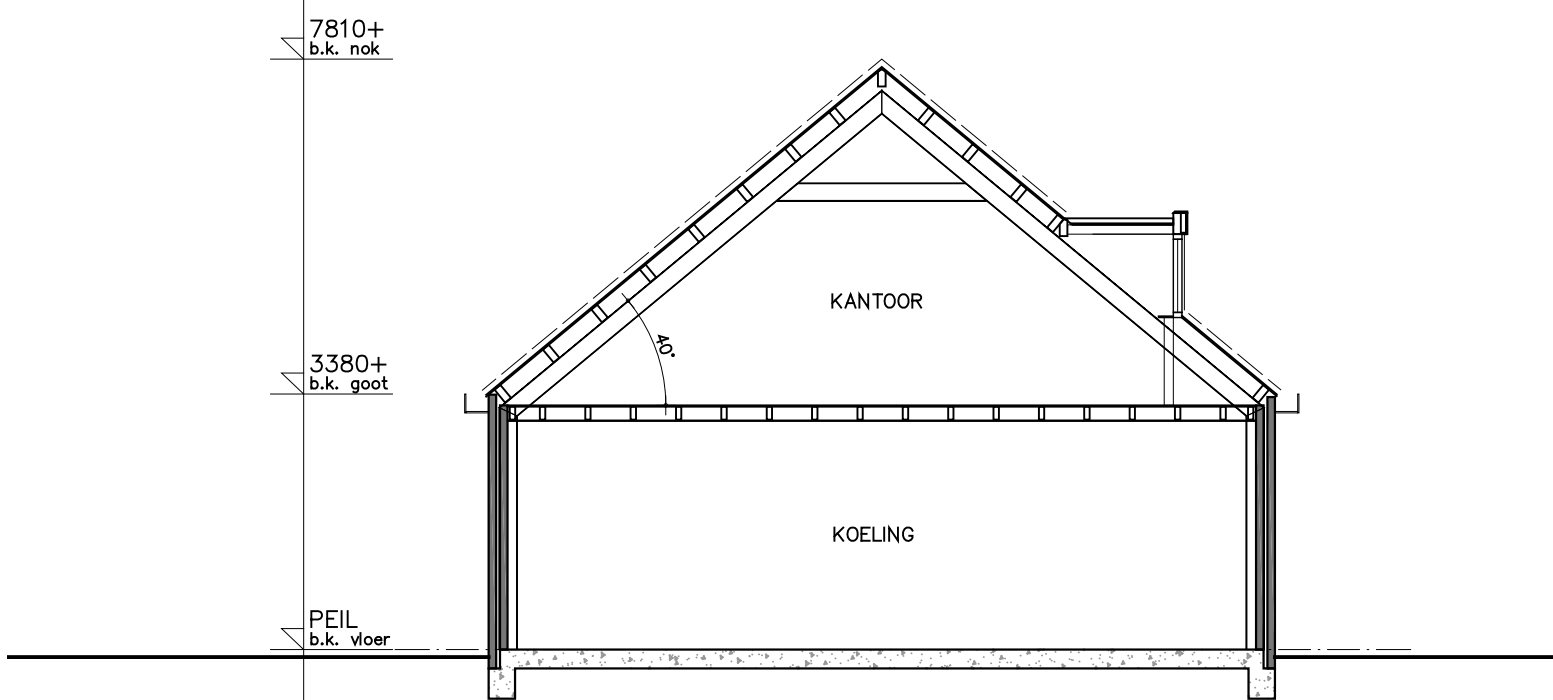 7810+
b.k. nok
KANTOOR
40°
3380+
b.k. goot
KOELING
PEIL
b.k. vloer